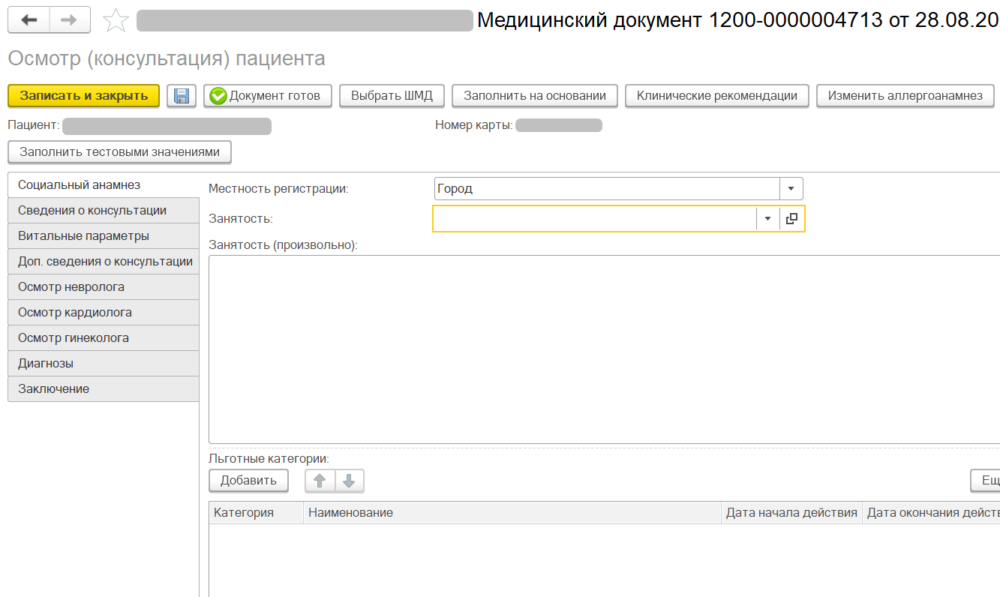 Медицинский документ 1200-0000004713 от 28.08.20
Осмотр (консультация) пациента
Записать и закрыть Документ готов Выбрать ШМД Заполнить на основании Клинические рекомендации Изменить аллергоанамнез
Пациент: Номер карты:
Заполнить тестовыми значениями
Социальный анамнез
Сведения о консультации
Витальные параметры
Доп. сведения о консультации
Осмотр невролога
Осмотр кардиолога
Осмотр гинеколога
Диагнозы
Заключение
Местность регистрации: Город
Занятость:
Занятость (произвольно):
Льготные категории:
Добавить Ещ
Категория Наименование Дата начала действия Дата окончания действ